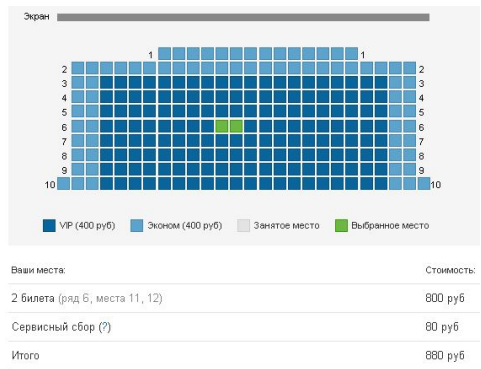 Экран
1 1
2 2
3 3
4 4
5 5
6 6
7 7
8 8
9 9
10 10
VIP (400 руб) Эконом (400 руб) Занятое место Выбранное место
Ваши места: Стоимость:
2 билета (ряд 6, места 11, 12) 800 руб
Сервисный сбор (?) 80 руб
Итого 880 руб